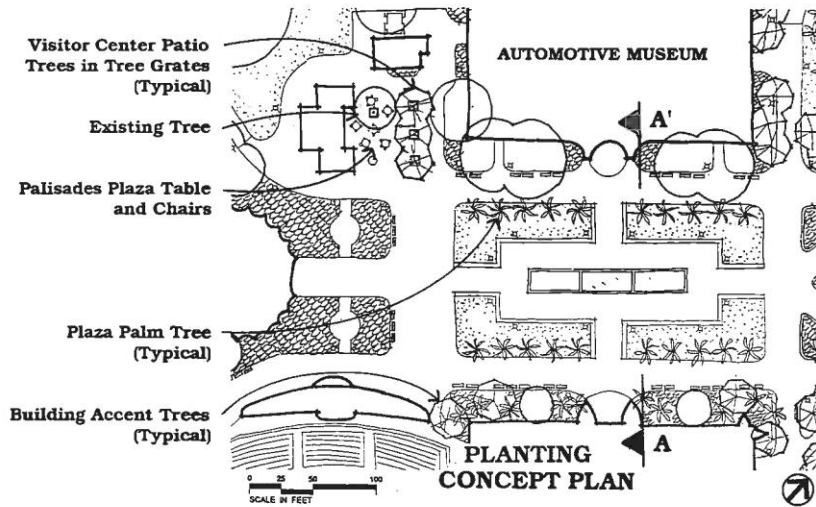 Visitor Center Patio
Trees in Tree Grates
(Typical)
AUTOMOTIVE MUSEUM
Existing Tree
A'
Palisades Plaza Table
and Chairs
Plaza Palm Tree
(Typical)
Building Accent Trees
(Typical)
A
PLANTING
CONCEPT PLAN
0 25 50 100
SCALE IN FEET